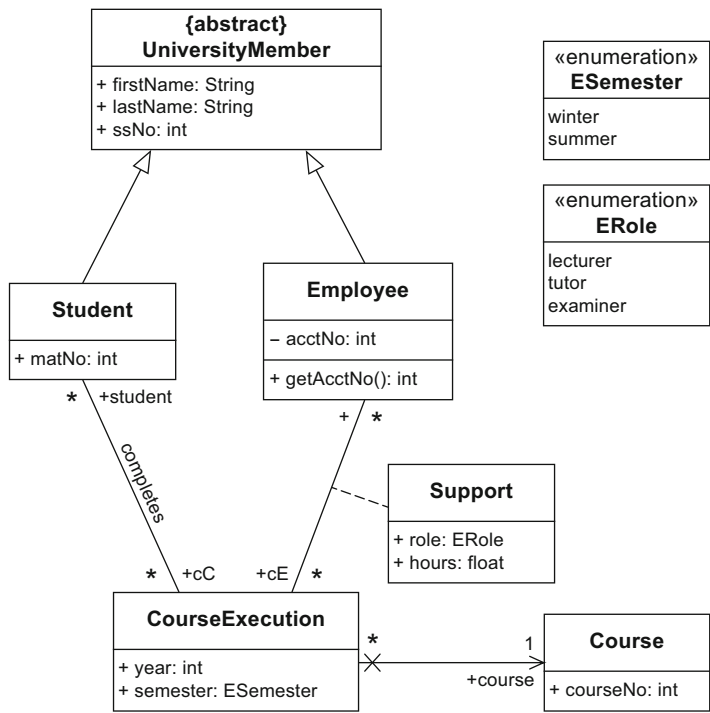 {abstract}
UniversityMember
+ firstName: String
+ lastName: String
+ ssNo: int
«enumeration»
ESemester
winter
summer
«enumeration»
ERole
lecturer
tutor
examiner
Student
+ matNo: int
Employee
– acctNo: int
+ getAcctNo(): int
* +student
+ *
completes
Support
+ role: ERole
+ hours: float
* +cC
+cE *
CourseExecution
+ year: int
+ semester: ESemester
* 1
+course
Course
+ courseNo: int